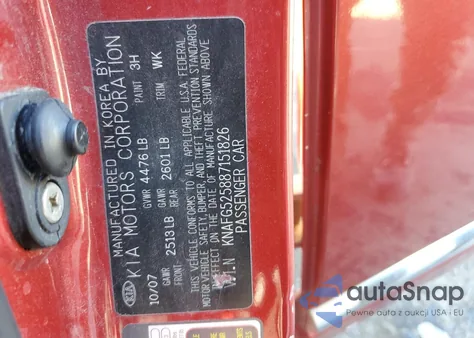 MANUFACTURED IN KOREA BY
KIA KIA MOTORS CORPORATION
10/07 GVWR 4476 LB PAINT 3H
GAWR FRONT 2513 LB GAWR REAR 2601 LB TRIM WK
THIS VEHICLE CONFORMS TO ALL APPLICABLE U.S.A. FEDERAL
MOTOR VEHICLE SAFETY, BUMPER, AND THEFT PREVENTION STANDARDS
IN EFFECT ON THE DATE OF MANUFACTURE SHOWN ABOVE
V.I.N KNAFG525887151826
PASSENGER CAR
autoSnap
Pewne auta z aukcji USA - EU